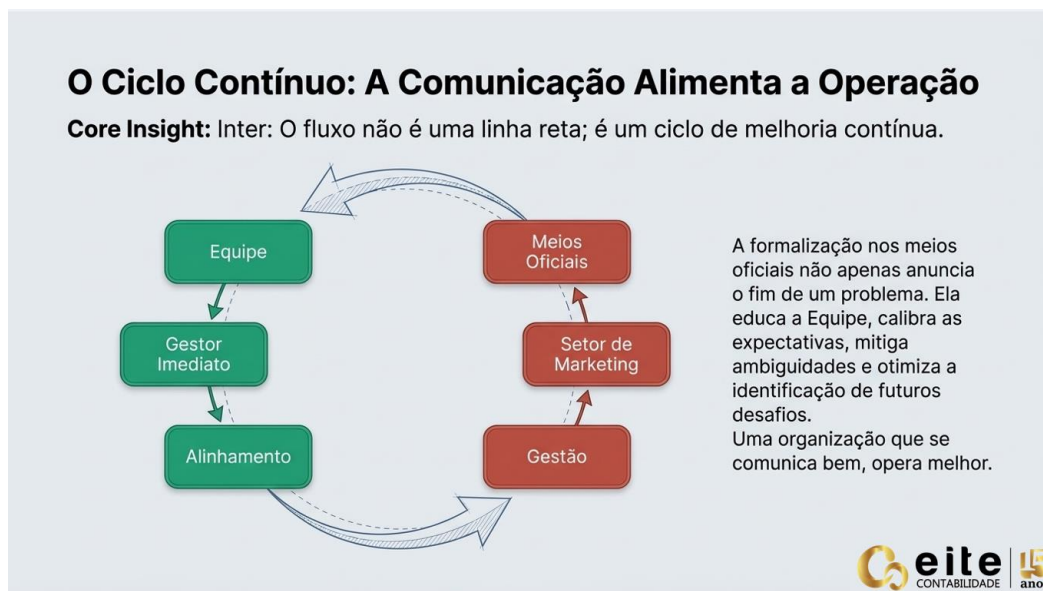 O Ciclo Contínuo: A Comunicação Alimenta a Operação
Core Insight: Inter: O fluxo não é uma linha reta; é um ciclo de melhoria contínua.
Equipe
Gestor
Imediato
Alinhamento
Meios
Oficiais
Setor de
Marketing
Gestão
A formalização nos meios
oficiais não apenas anuncia
o fim de um problema. Ela
educa a Equipe, calibra as
expectativas, mitiga
ambiguidades e otimiza a
identificação de futuros
desafios.
Uma organização que se
comunica bem, opera melhor.
eite
CONTABILIDADE
15
ano